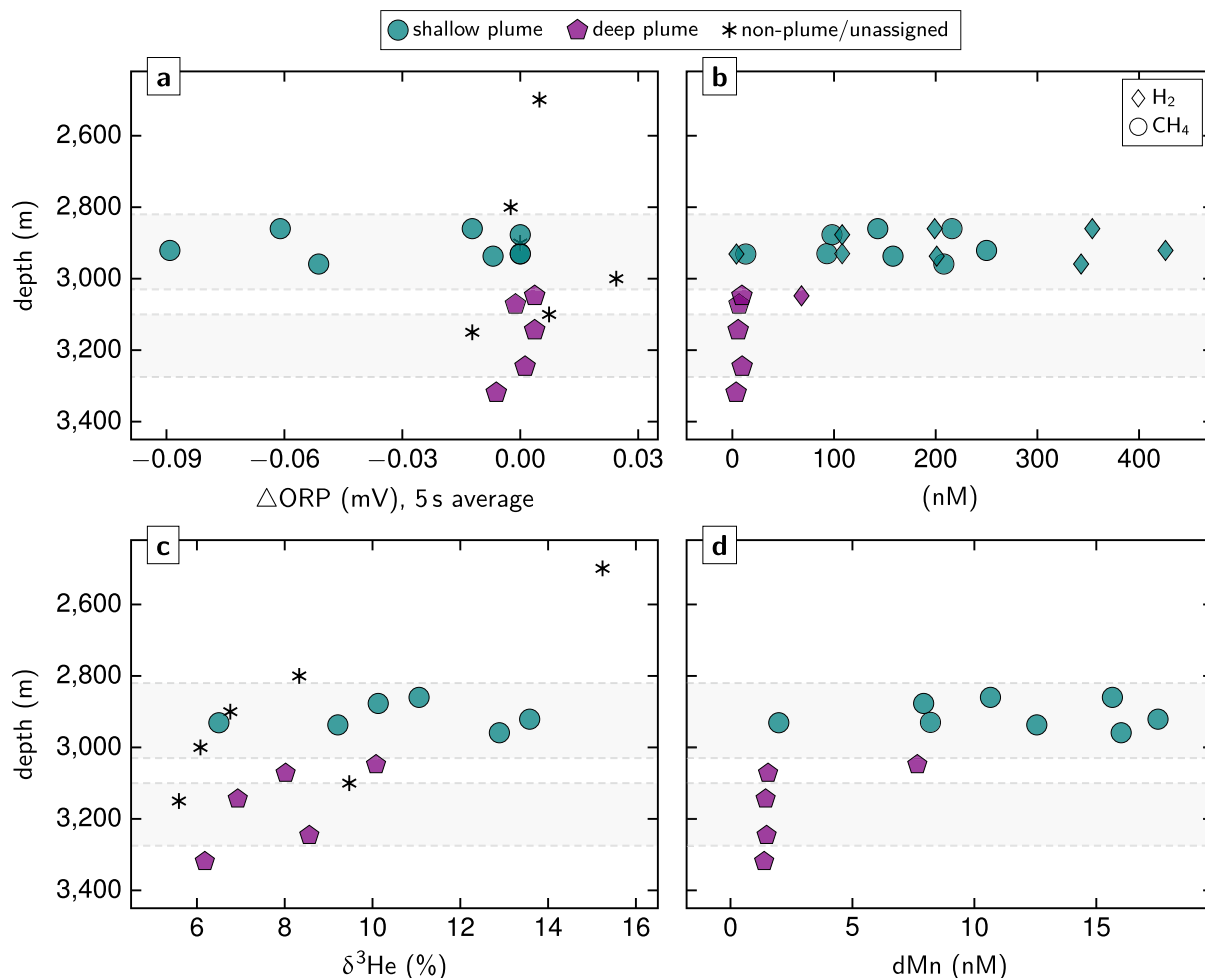 shallow plume deep plume non-plume/unassigned
a b
H₂
CH₄
2,600
2,800
3,000
3,200
3,400
depth (m)
−0.09 −0.06 −0.03 0.00 0.03
0 100 200 300 400
△ORP (mV), 5 s average
(nM)
c d
2,600
2,800
3,000
3,200
3,400
depth (m)
6 8 10 12 14 16
0 5 10 15
δ³He (%)
dMn (nM)